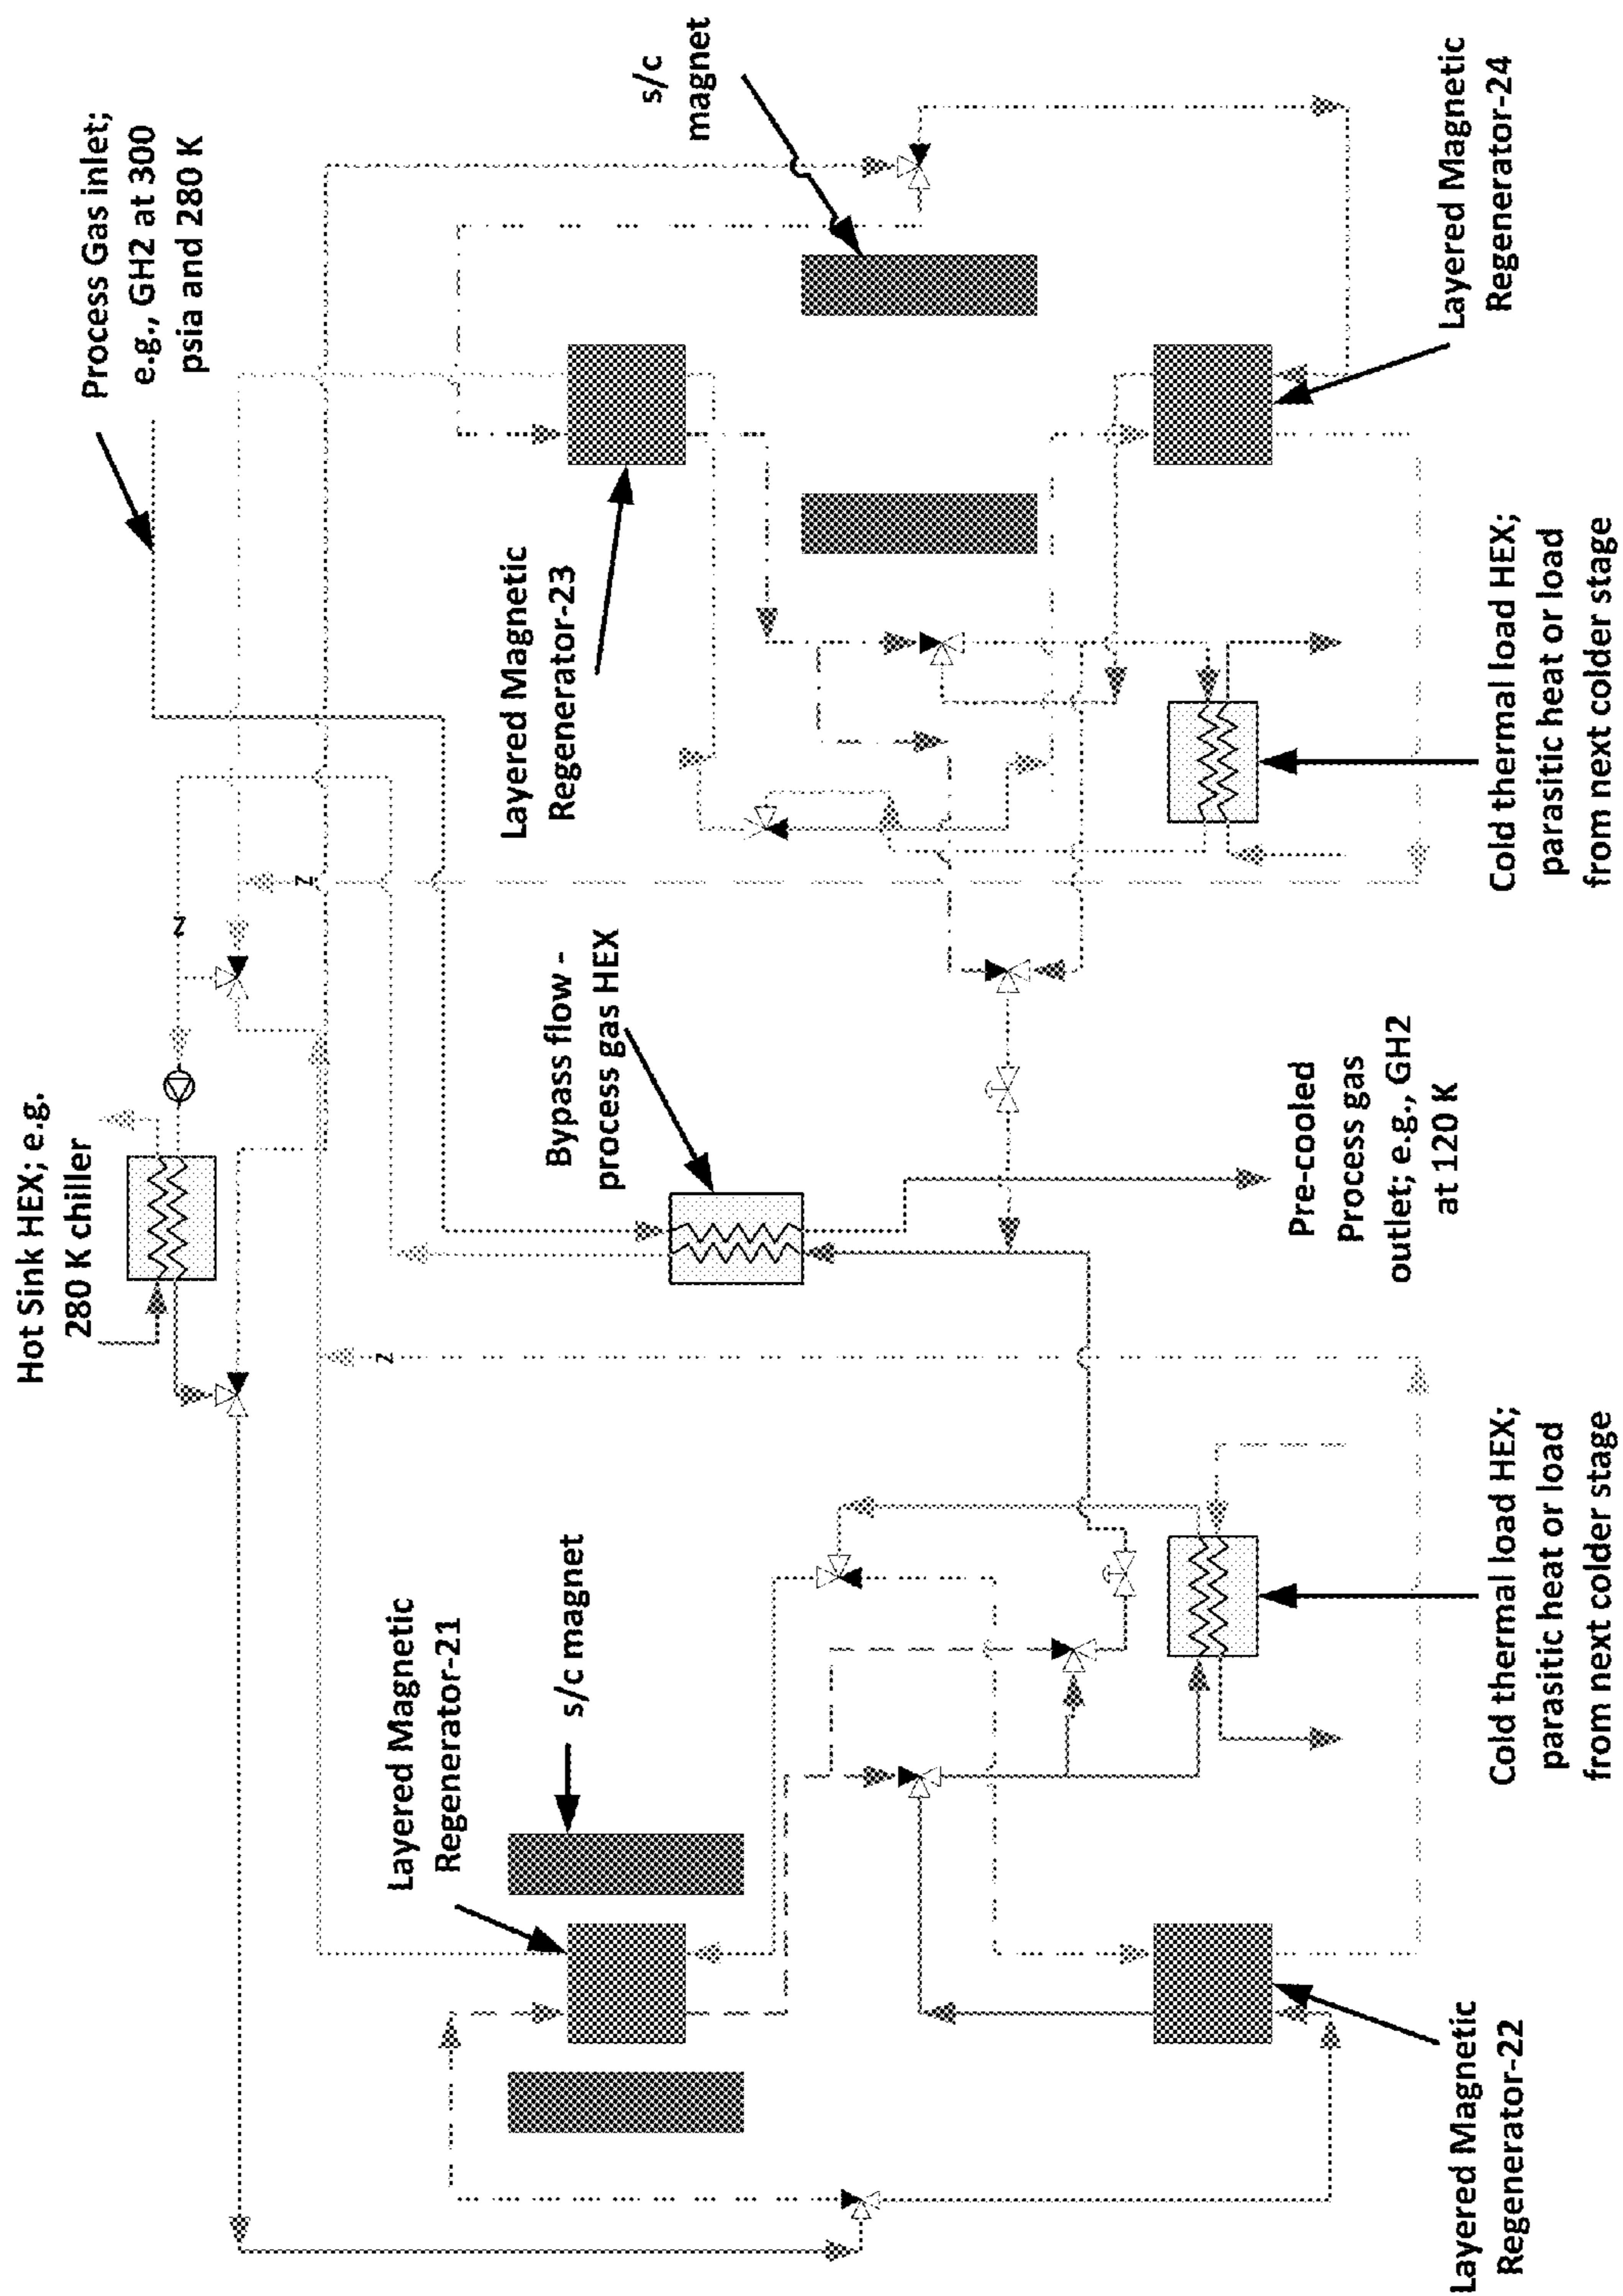 Hot Sink HEX; e.g.
280 K chiller
Process Gas inlet;
e.g., GH2 at 300
psia and 280 K
Layered Magnetic
Regenerator-21
s/c magnet
Bypass flow -
process gas HEX
Layered Magnetic
Regenerator-23
s/c
magnet
Z
Z
Z
Layered Magnetic
Regenerator-22
Cold thermal load HEX;
parasitic heat or load
from next colder stage
Pre-cooled
Process gas
outlet; e.g., GH2
at 120 K
Cold thermal load HEX;
parasitic heat or load
from next colder stage
Layered Magnetic
Regenerator-24